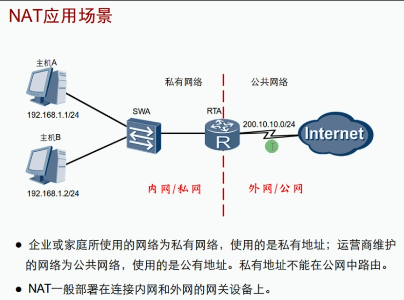 NAT应用场景
主机A
私有网络
公共网络
192.168.1.1/24
SWA
RTA
200.10.10.0/24
R
Internet
主机B
192.168.1.2/24
内网/私网
外网/公网
● 企业或家庭所使用的网络为私有网络，使用的是私有地址；运营商维护
的网络为公共网络，使用的是公有地址。私有地址不能在公网中路由。
● NAT一般部署在连接内网和外网的网关设备上。